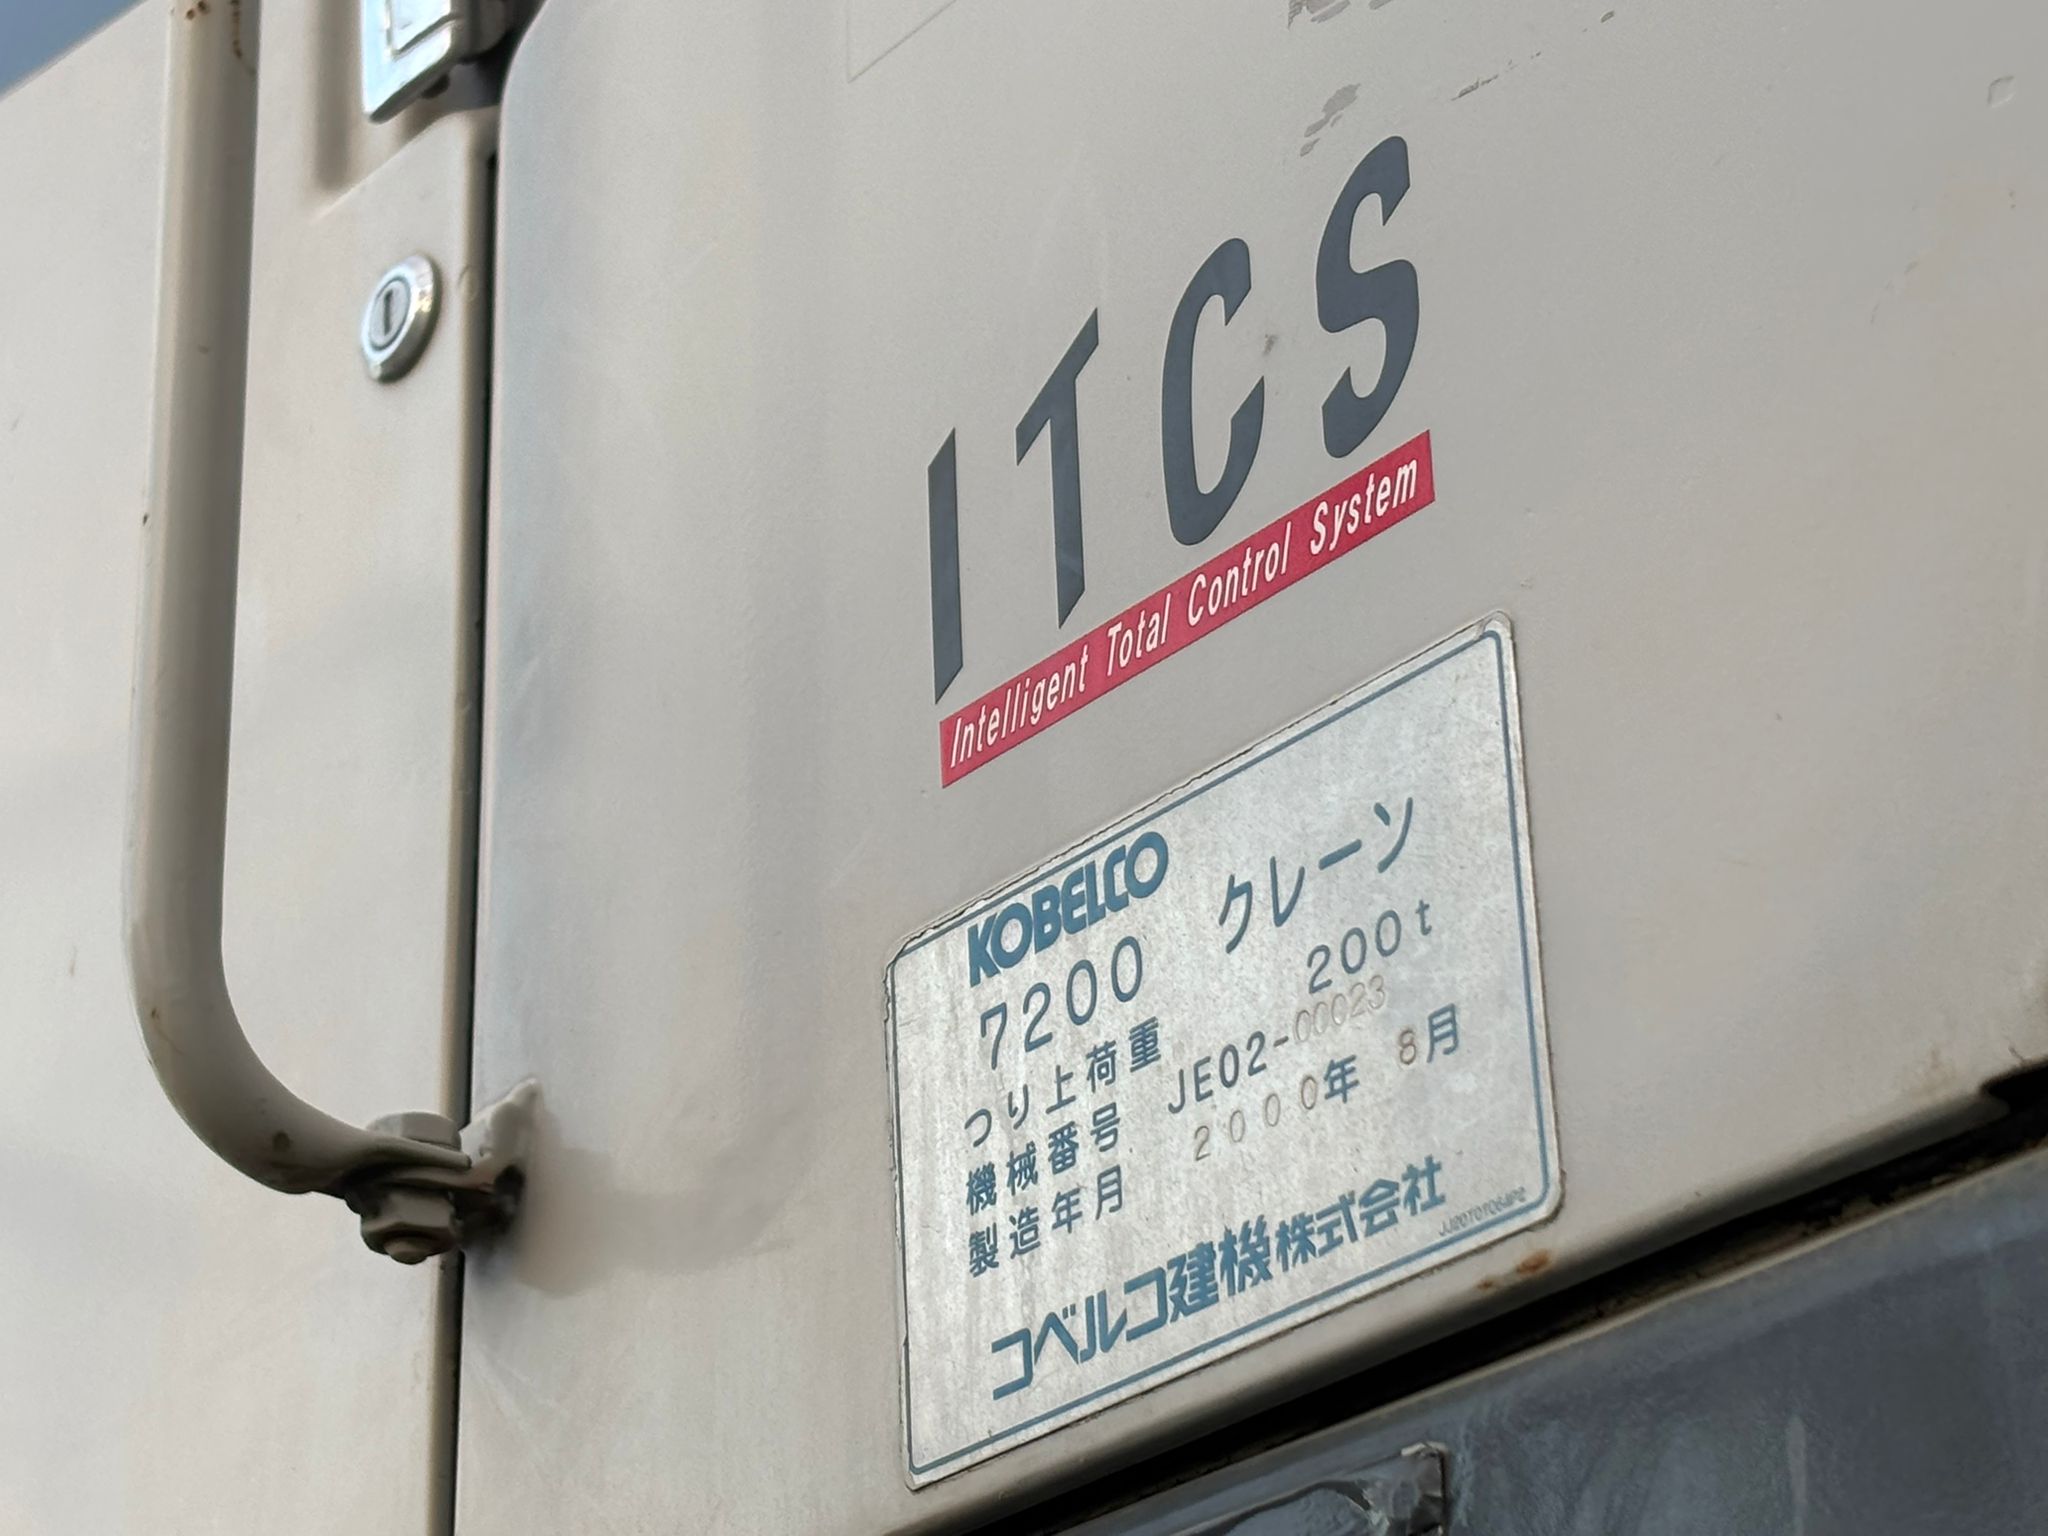 ITCS
Intelligent Total Control System
KOBELCO
7200 クレーン
つり上荷重 200t
機械番号 JE02-00023
製造年月 2000年 8月
コベルコ建機株式会社